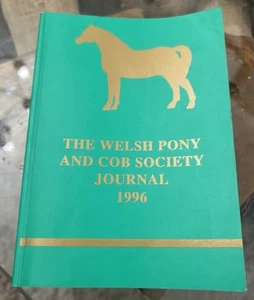 THE WELSH PONY
AND COB SOCIETY
JOURNAL
1996